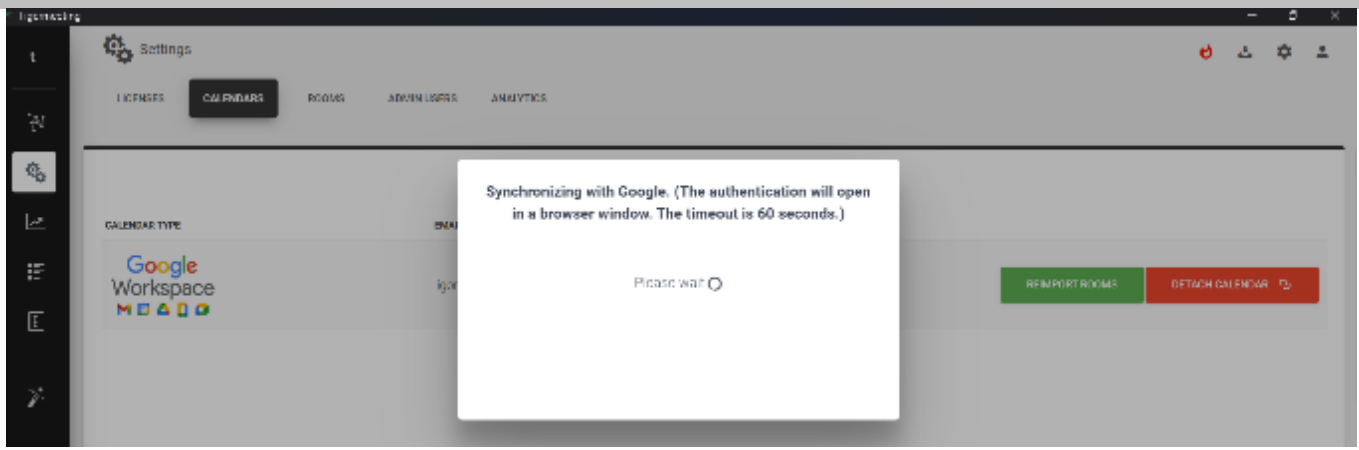 Settings
LICENSES CALENDARS ROOMS ADMIN USERS ANALYTICS
Synchronizing with Google. (The authentication will open
in a browser window. The timeout is 60 seconds.)
CALENDAR TYPE
Google
Workspace
Please wait
REIMPORT ROOMS DETACH CALENDAR